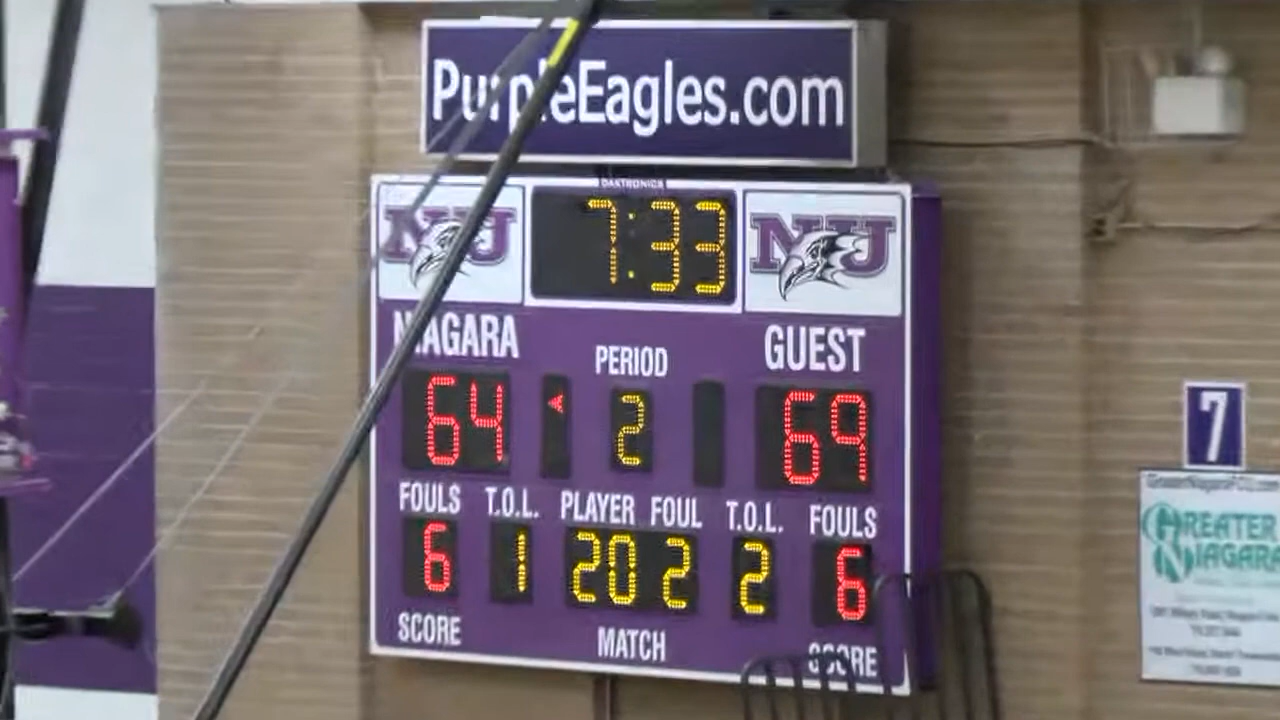 PurpleEagles.com
DAKTRONICS
NU 7:33 NU
NIAGARA GUEST
PERIOD
64 2 69
FOULS T.O.L. PLAYER FOUL T.O.L. FOULS
6 1 20 2 2 6
SCORE MATCH SCORE
7
GREATER
NIAGARA